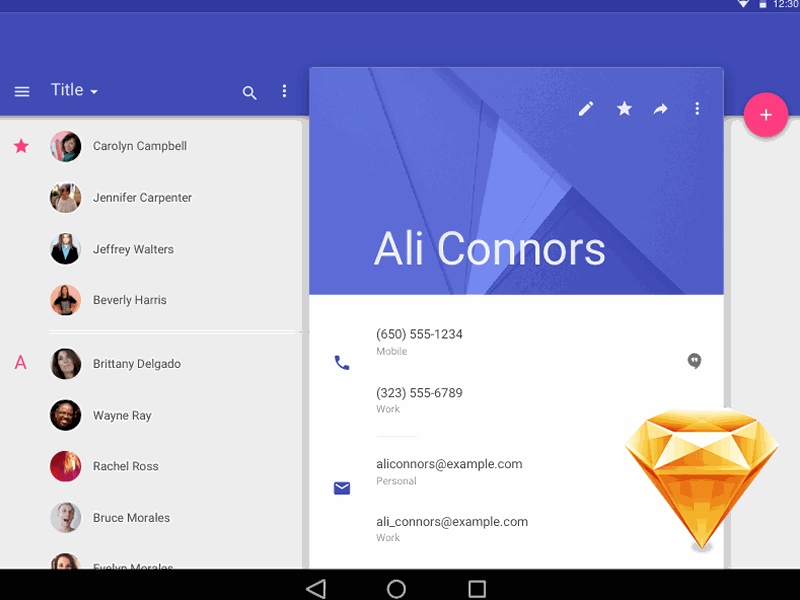 12:30
Title
Carolyn Campbell
Jennifer Carpenter
Jeffrey Walters
Beverly Harris
A
Brittany Delgado
Wayne Ray
Rachel Ross
Bruce Morales
Evelyn Morales
Ali Connors
(650) 555-1234
Mobile
(323) 555-6789
Work
aliconnors@example.com
Personal
ali_connors@example.com
Work